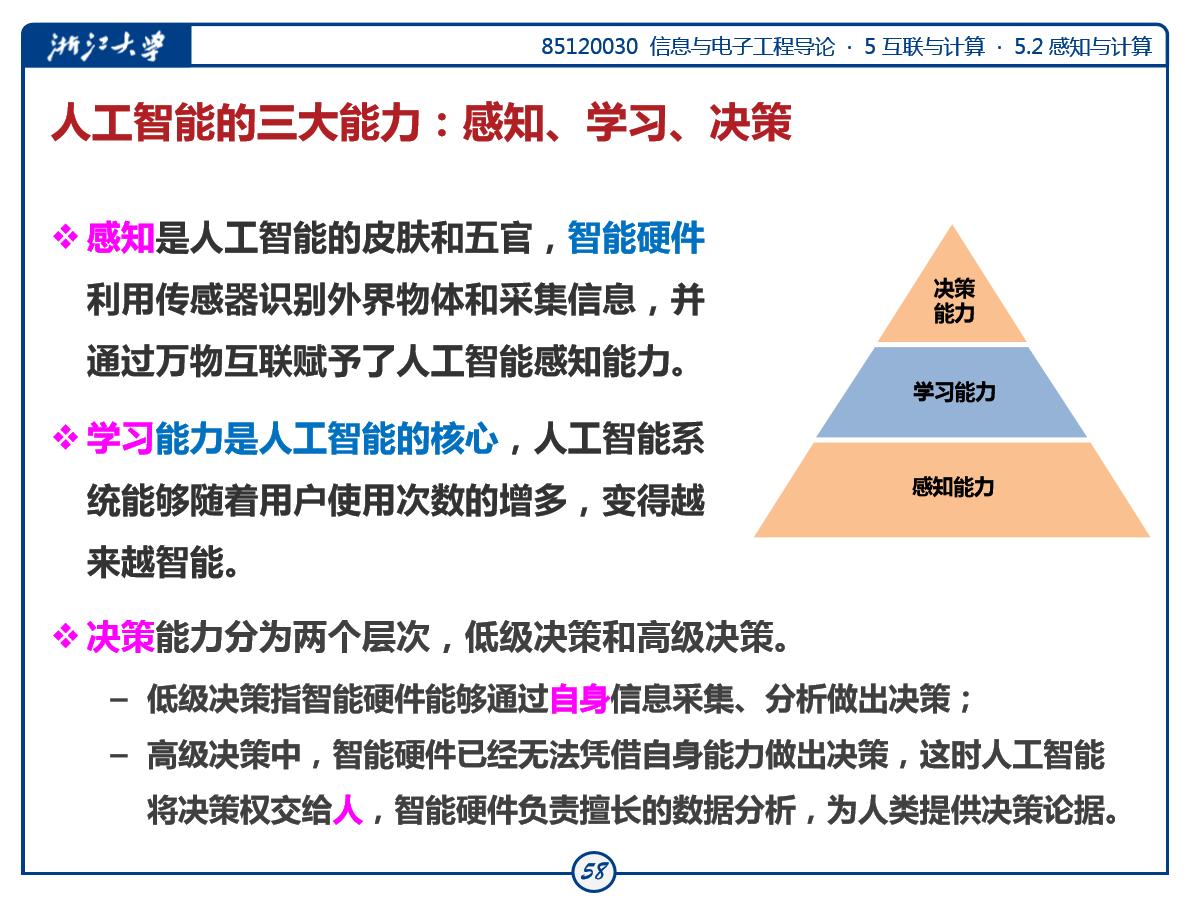 浙江大学
85120030 信息与电子工程导论 · 5 互联与计算 · 5.2 感知与计算
人工智能的三大能力：感知、学习、决策
❖ 感知是人工智能的皮肤和五官，智能硬件
利用传感器识别外界物体和采集信息，并
通过万物互联赋予了人工智能感知能力。
❖ 学习能力是人工智能的核心，人工智能系
统能够随着用户使用次数的增多，变得越
来越智能。
决策
能力
学习能力
感知能力
❖ 决策能力分为两个层次，低级决策和高级决策。
– 低级决策指智能硬件能够通过自身信息采集、分析做出决策；
– 高级决策中，智能硬件已经无法凭借自身能力做出决策，这时人工智能
将决策权交给人，智能硬件负责擅长的数据分析，为人类提供决策论据。
58